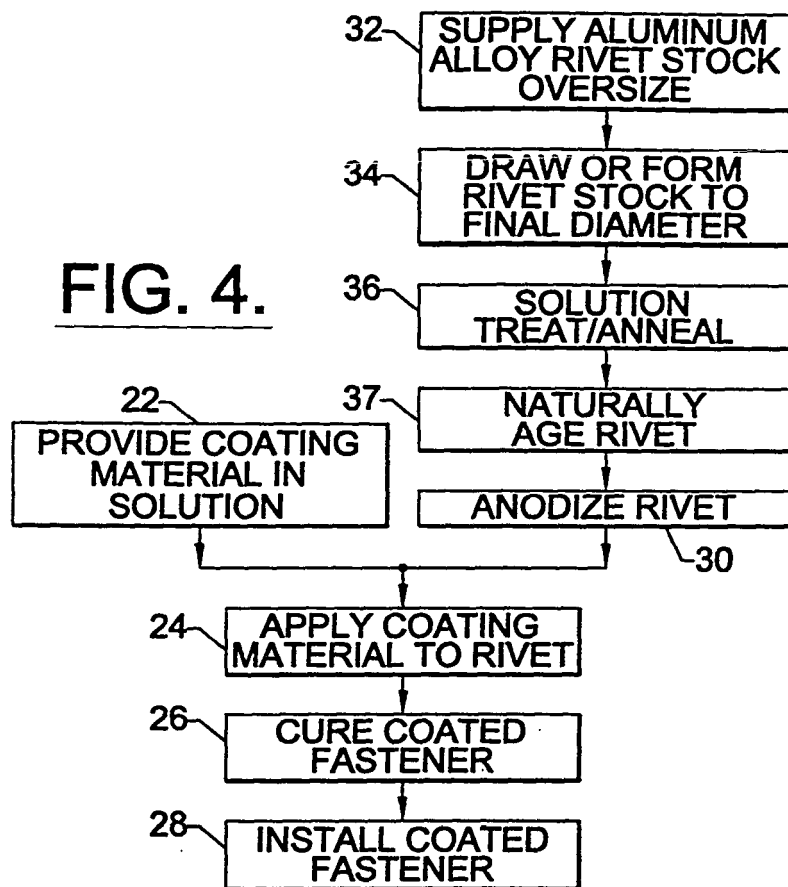 32
SUPPLY ALUMINUM
ALLOY RIVET STOCK
OVERSIZE
34
DRAW OR FORM
RIVET STOCK TO
FINAL DIAMETER
FIG. 4.
36
SOLUTION
TREAT/ANNEAL
22
PROVIDE COATING
MATERIAL IN
SOLUTION
37
NATURALLY
AGE RIVET
ANODIZE RIVET
30
24
APPLY COATING
MATERIAL TO RIVET
26
CURE COATED
FASTENER
28
INSTALL COATED
FASTENER